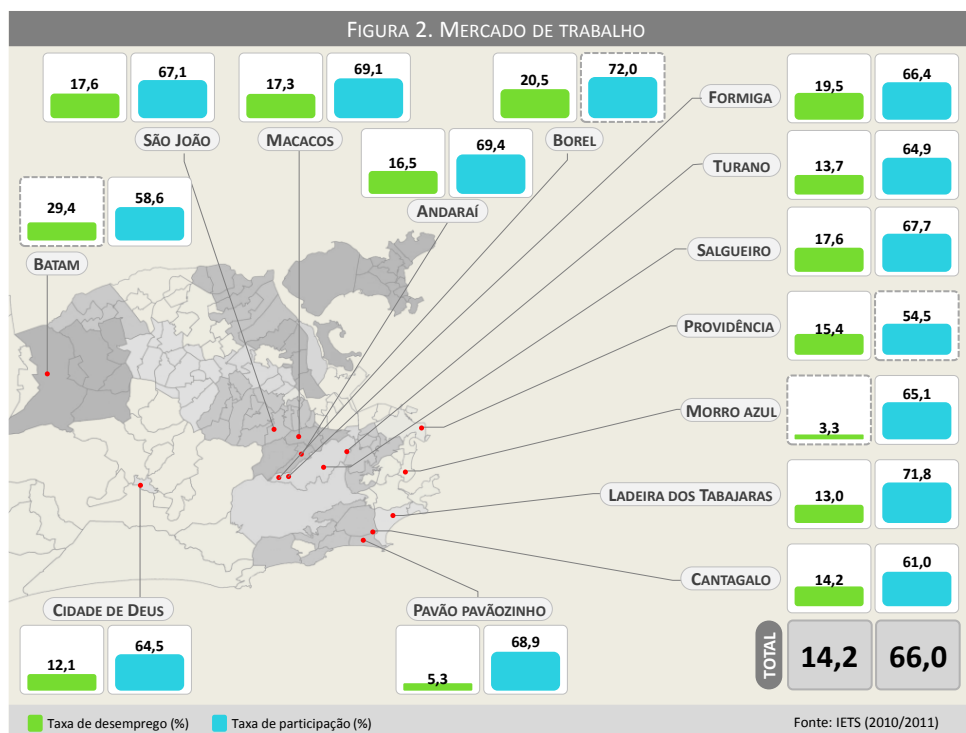 FIGURA 2. MERCADO DE TRABALHO
17,6 67,1
SÃO JOÃO
17,3 69,1
MACACOS
20,5 72,0
BOREL
16,5 69,4
ANDARAÍ
29,4 58,6
BATAM
FORMIGA
19,5 66,4
TURANO
13,7 64,9
SALGUEIRO
17,6 67,7
PROVIDÊNCIA
15,4 54,5
MORRO AZUL
3,3 65,1
LADEIRA DOS TABAJARAS
13,0 71,8
CANTAGALO
14,2 61,0
CIDADE DE DEUS
12,1 64,5
PAVÃO PAVÃOZINHO
5,3 68,9
TOTAL
14,2 66,0
Taxa de desemprego (%) Taxa de participação (%)
Fonte: IETS (2010/2011)